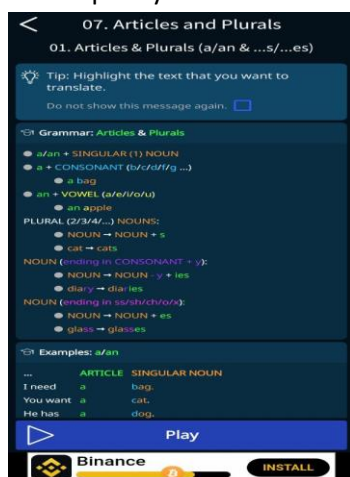 07. Articles and Plurals
01. Articles & Plurals (a/an & ...s/...es)
Tip: Highlight the text that you want to
translate.
Do not show this message again.
Grammar: Articles & Plurals
a/an + SINGULAR (1) NOUN
a + CONSONANT (b/c/d/f/g ...)
a bag
an + VOWEL (a/e/i/o/u)
an apple
PLURAL (2/3/4/...) NOUNS:
NOUN → NOUN + s
cat → cats
NOUN (ending in CONSONANT + y):
NOUN → NOUN - y + ies
diary → diaries
NOUN (ending in ss/sh/ch/o/x):
NOUN → NOUN + es
glass → glasses
Examples: a/an
... ARTICLE SINGULAR NOUN
I need a bag.
You want a cat.
He has a dog.
Play
Binance
INSTALL